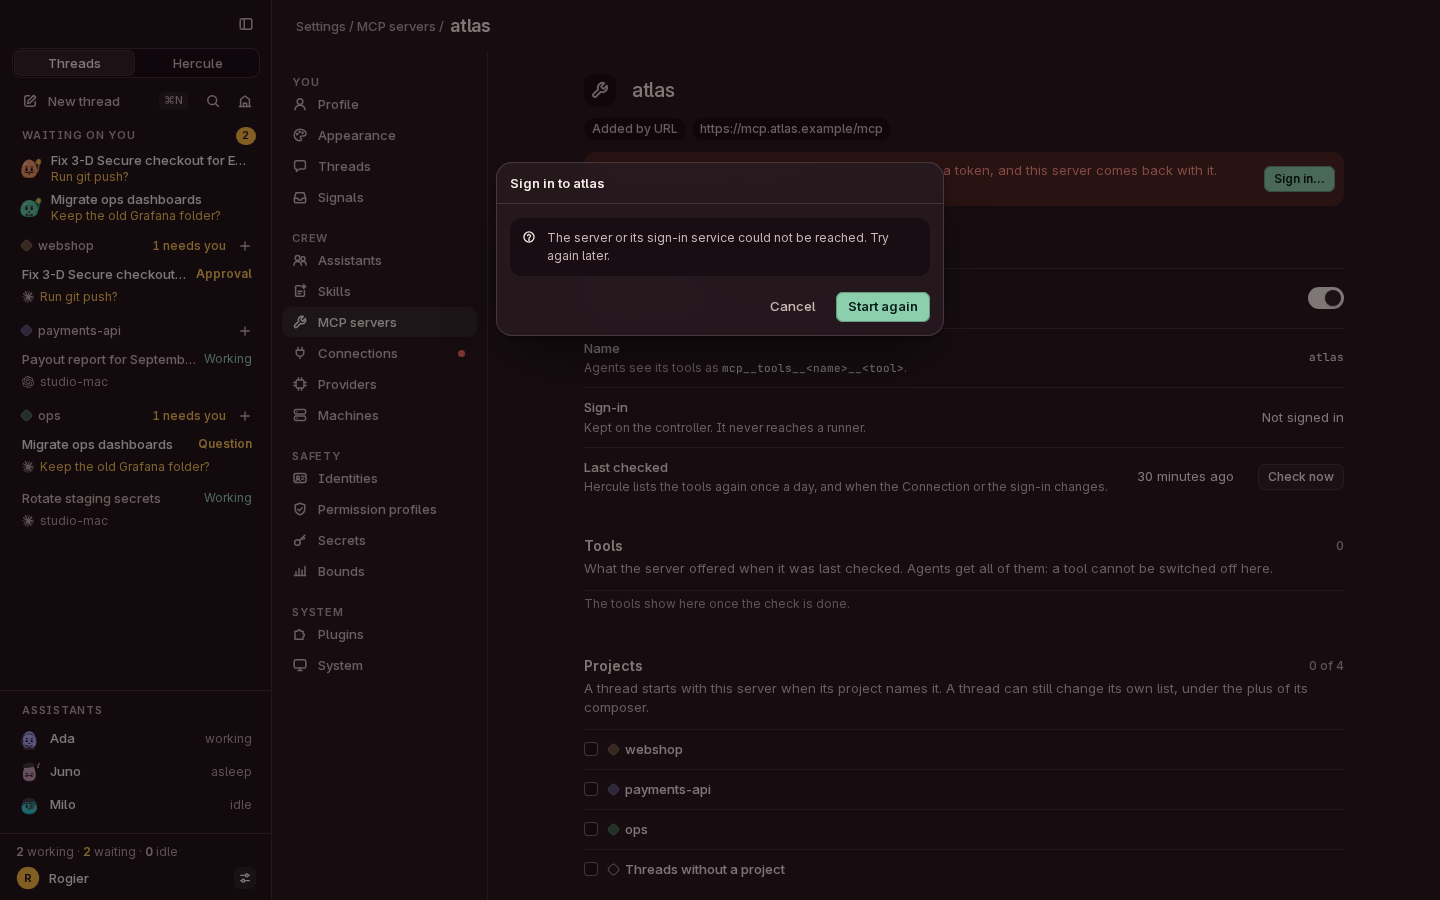 Settings / MCP servers / atlas
Threads
Hercule
New thread
⌘N
WAITING ON YOU
2
Fix 3-D Secure checkout for E…
Run git push?
Migrate ops dashboards
Keep the old Grafana folder?
webshop
1 needs you
Fix 3-D Secure checkout…
Approval
Run git push?
payments-api
Payout report for Septemb…
Working
studio-mac
ops
1 needs you
Migrate ops dashboards
Question
Keep the old Grafana folder?
Rotate staging secrets
Working
studio-mac
ASSISTANTS
Ada
working
Juno
asleep
Milo
idle
2 working · 2 waiting · 0 idle
R
Rogier
YOU
Profile
Appearance
Threads
Signals
CREW
Assistants
Skills
MCP servers
Connections
Providers
Machines
SAFETY
Identities
Permission profiles
Secrets
Bounds
SYSTEM
Plugins
System
atlas
Added by URL
https://mcp.atlas.example/mcp
a token, and this server comes back with it.
Sign in…
Sign in to atlas
The server or its sign-in service could not be reached. Try
again later.
Cancel
Start again
Name
Agents see its tools as mcp__tools__<name>__<tool>.
atlas
Sign-in
Kept on the controller. It never reaches a runner.
Not signed in
Last checked
Hercule lists the tools again once a day, and when the Connection or the sign-in changes.
30 minutes ago
Check now
Tools
0
What the server offered when it was last checked. Agents get all of them: a tool cannot be switched off here.
The tools show here once the check is done.
Projects
0 of 4
A thread starts with this server when its project names it. A thread can still change its own list, under the plus of its
composer.
webshop
payments-api
ops
Threads without a project